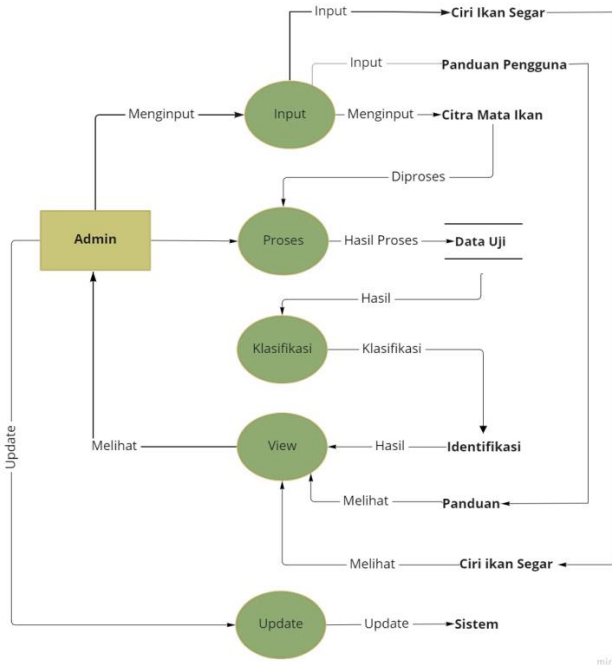 Input
Ciri Ikan Segar
Input
Panduan Pengguna
Menginput
Input
Menginput
Citra Mata Ikan
Diproses
Admin
Proses
Hasil Proses
Data Uji
Hasil
Klasifikasi
Klasifikasi
Update
Melihat
View
Hasil
Identifikasi
Melihat
Panduan
Melihat
Ciri ikan Segar
Update
Update
Sistem